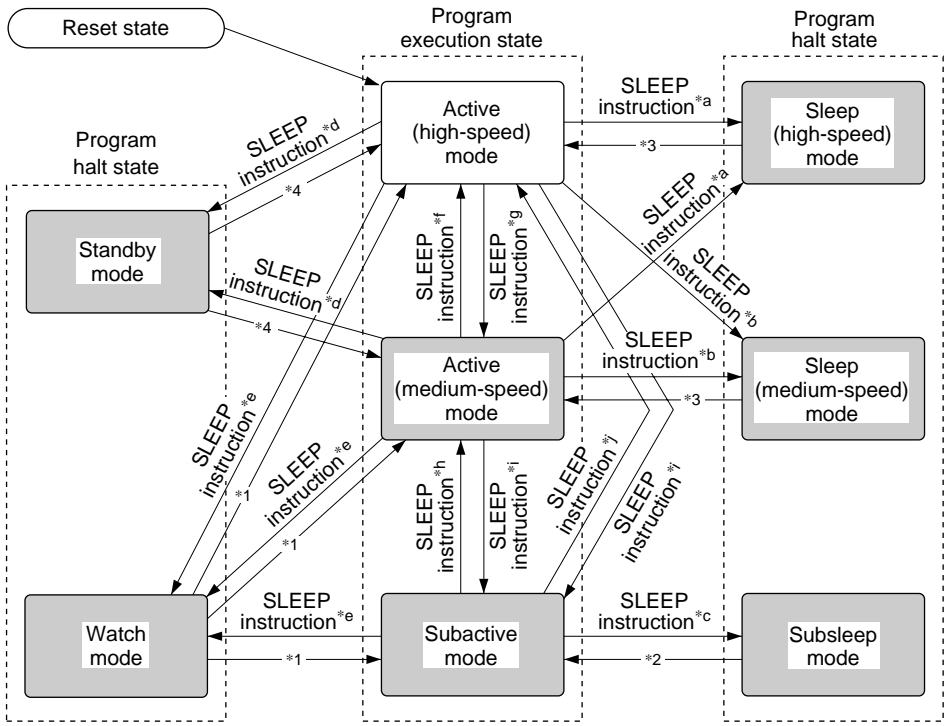 Reset state
Program
execution state
Program
halt state
Program
halt state
Active
(high-speed)
mode
SLEEP
instruction*a
*3
Sleep
(high-speed)
mode
SLEEP
instruction*d
*4
Standby
mode
SLEEP
instruction*d
*4
SLEEP
instruction*f
SLEEP
instruction*g
SLEEP
instruction*a
SLEEP
instruction*b
Active
(medium-speed)
mode
SLEEP
instruction*b
*3
Sleep
(medium-speed)
mode
SLEEP
instruction*e
*1
SLEEP
instruction*e
*1
SLEEP
instruction*h
SLEEP
instruction*i
SLEEP
instruction*j
SLEEP
instruction*i
Watch
mode
SLEEP
instruction*e
*1
Subactive
mode
SLEEP
instruction*c
*2
Subsleep
mode